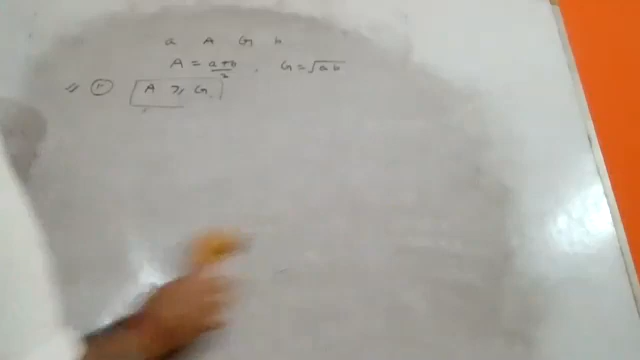 a A G b
A = a+b/2 , G = √ab
⇒ A ≥ G